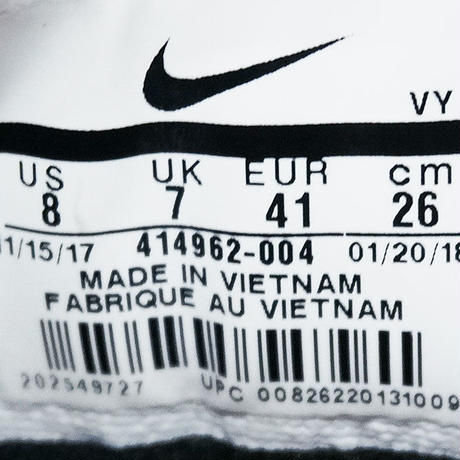 VY
US UK EUR cm
8 7 41 26
1/15/17 414962-004 01/20/18
MADE IN VIETNAM
FABRIQUE AU VIETNAM
202549727 UPC 00826220131009